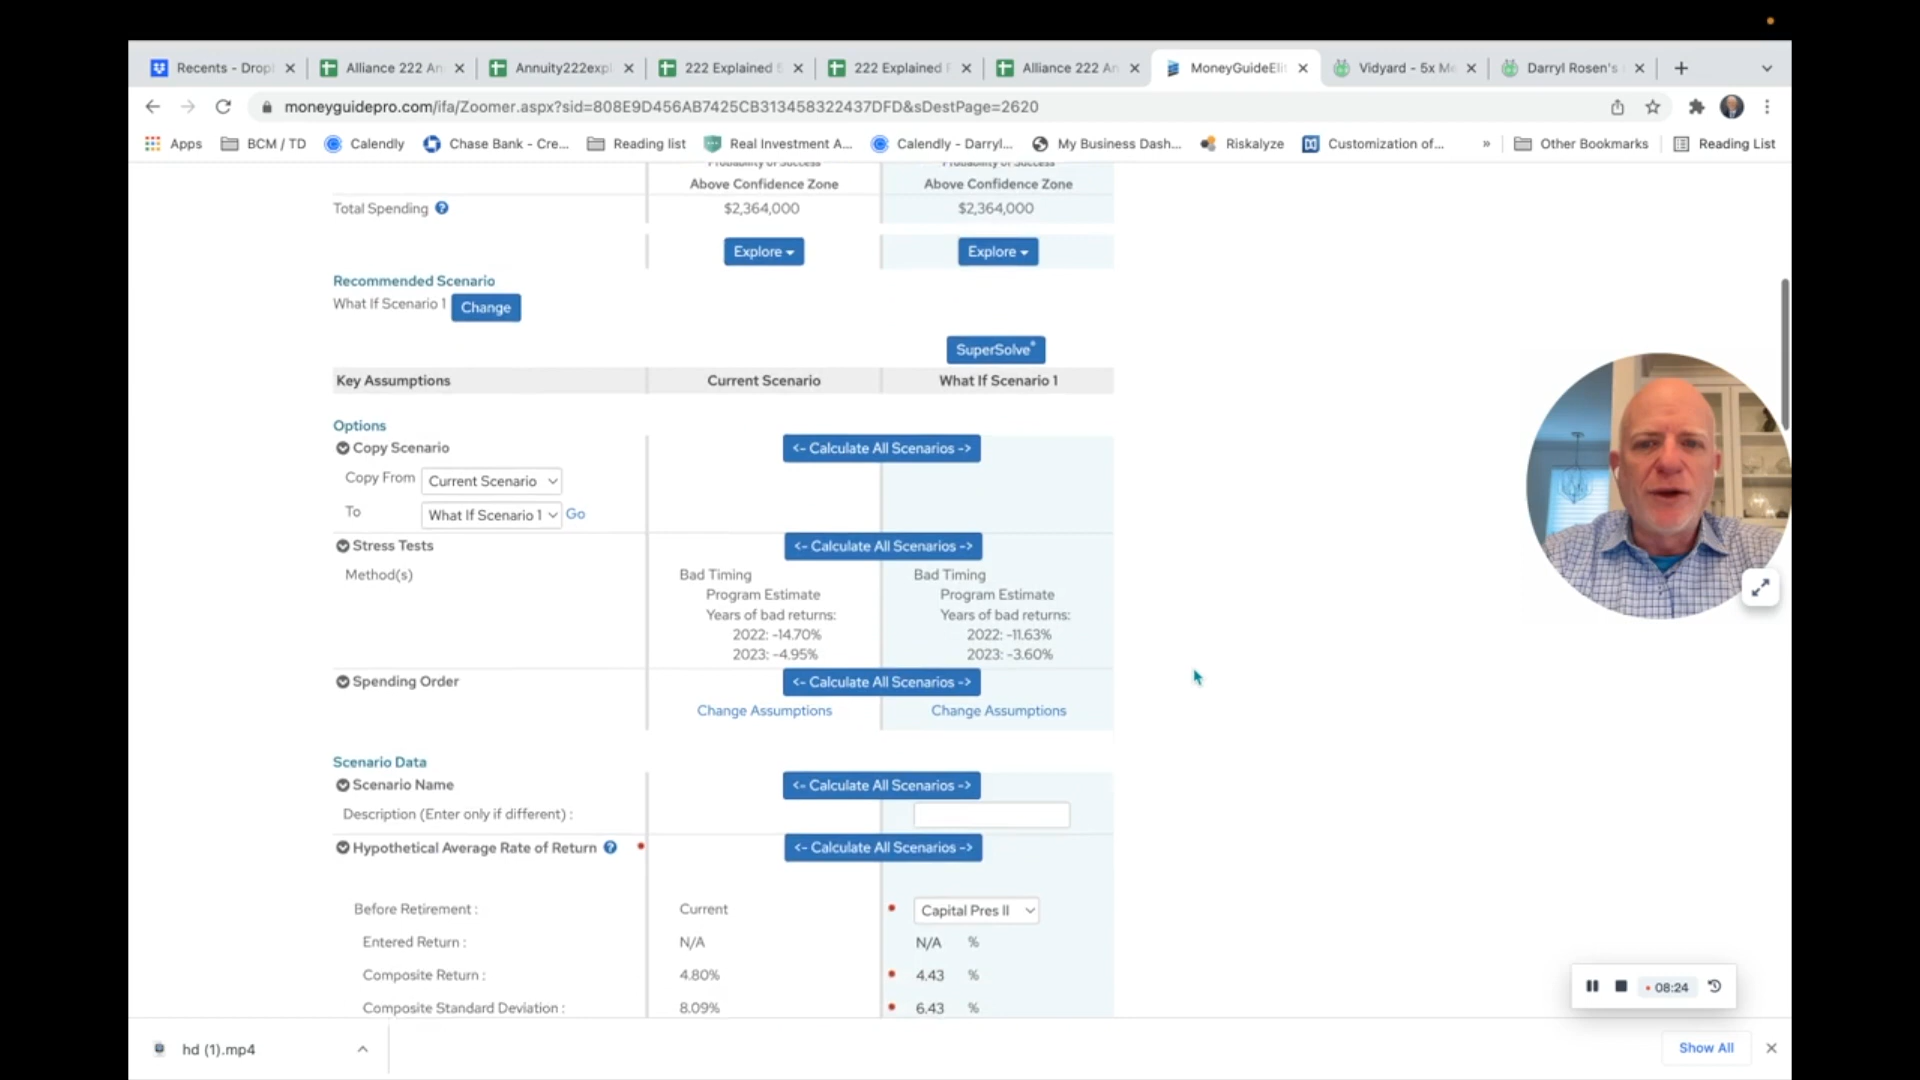 Recents - Drop
Alliance 222 An
Annuity222exp
222 Explained
222 Explained
Alliance 222 An
MoneyGuideElit
Vidyard - 5x Me
Darryl Rosen's
moneyguidepro.com/ifa/Zoomer.aspx?sid=808E9D456AB7425CB313458322437DFD&sDestPage=2620
Apps
BCM / TD
Calendly
Chase Bank - Cre...
Reading list
Real Investment A...
Calendly - Darryl...
My Business Dash...
Riskalyze
Customization of...
»
Other Bookmarks
Reading List
Probability of Success
Probability of Success
Above Confidence Zone
Above Confidence Zone
Total Spending ?
$2,364,000
$2,364,000
Explore
Explore
Recommended Scenario
What If Scenario 1
Change
SuperSolve®
Key Assumptions
Current Scenario
What If Scenario 1
Options
Copy Scenario
<- Calculate All Scenarios ->
Copy From
Current Scenario
To
What If Scenario 1
Go
Stress Tests
<- Calculate All Scenarios ->
Method(s)
Bad Timing
Bad Timing
Program Estimate
Program Estimate
Years of bad returns:
Years of bad returns:
2022: -14.70%
2022: -11.63%
2023: -4.95%
2023: -3.60%
Spending Order
<- Calculate All Scenarios ->
Change Assumptions
Change Assumptions
Scenario Data
Scenario Name
<- Calculate All Scenarios ->
Description (Enter only if different) :
Hypothetical Average Rate of Return ?
<- Calculate All Scenarios ->
Before Retirement :
Current
Capital Pres II
Entered Return :
N/A
N/A %
Composite Return :
4.80%
4.43 %
Composite Standard Deviation :
8.09%
6.43 %
08:24
hd (1).mp4
Show All